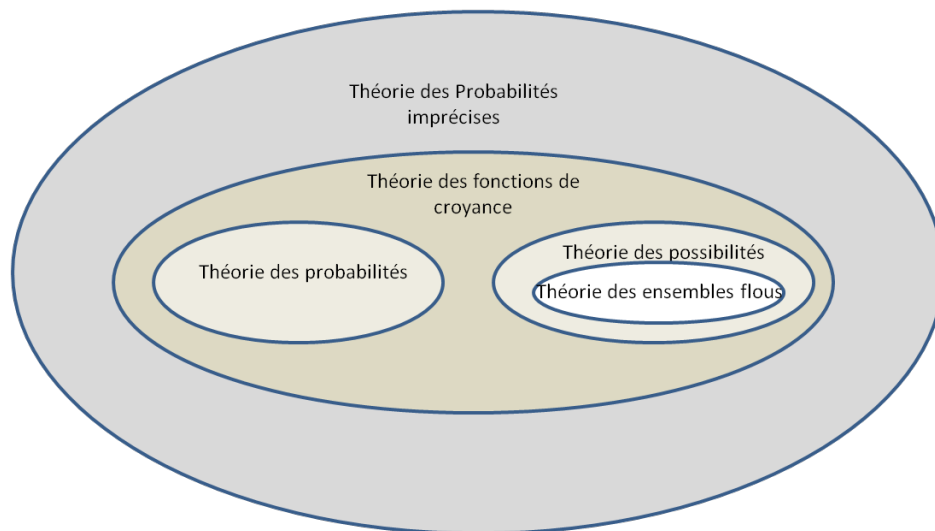 Théorie des Probabilités
imprécises
Théorie des fonctions de
croyance
Théorie des probabilités
Théorie des possibilités
Théorie des ensembles flous